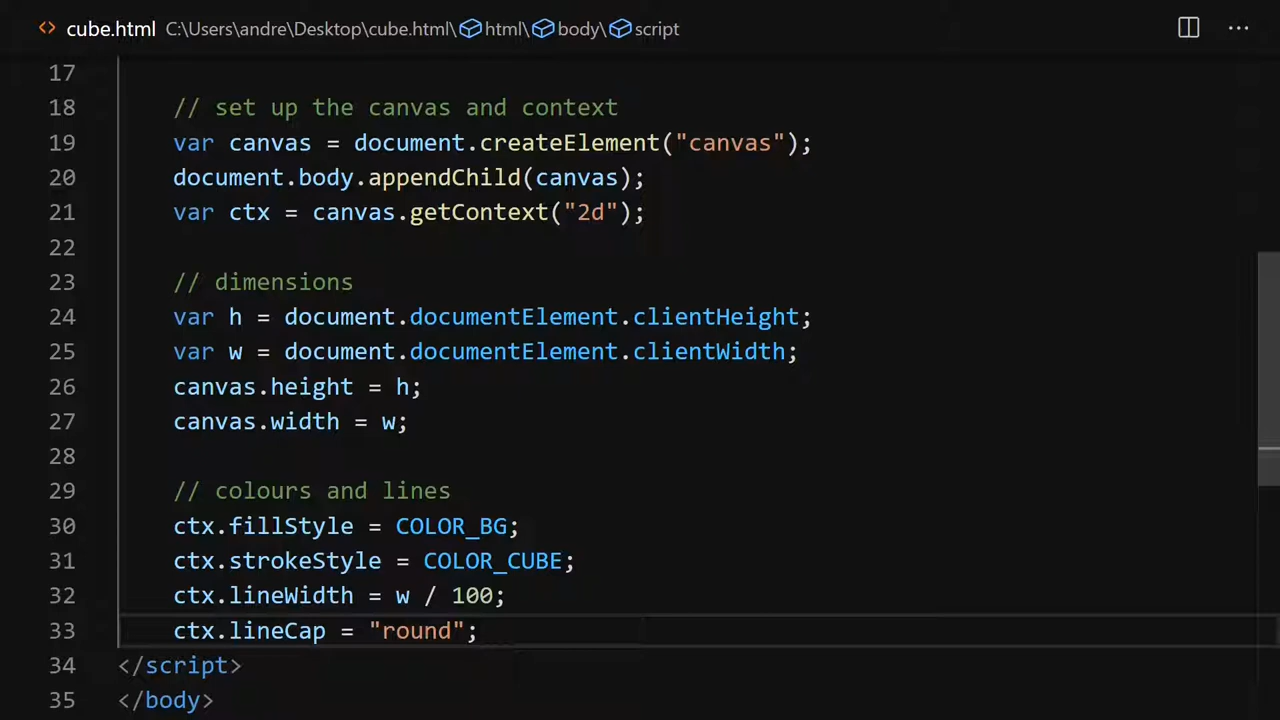 cube.html C:\Users\andre\Desktop\cube.html\html\body\script
17
18 // set up the canvas and context
19 var canvas = document.createElement("canvas");
20 document.body.appendChild(canvas);
21 var ctx = canvas.getContext("2d");
22
23 // dimensions
24 var h = document.documentElement.clientHeight;
25 var w = document.documentElement.clientWidth;
26 canvas.height = h;
27 canvas.width = w;
28
29 // colours and lines
30 ctx.fillStyle = COLOR_BG;
31 ctx.strokeStyle = COLOR_CUBE;
32 ctx.lineWidth = w / 100;
33 ctx.lineCap = "round";
34 </script>
35 </body>